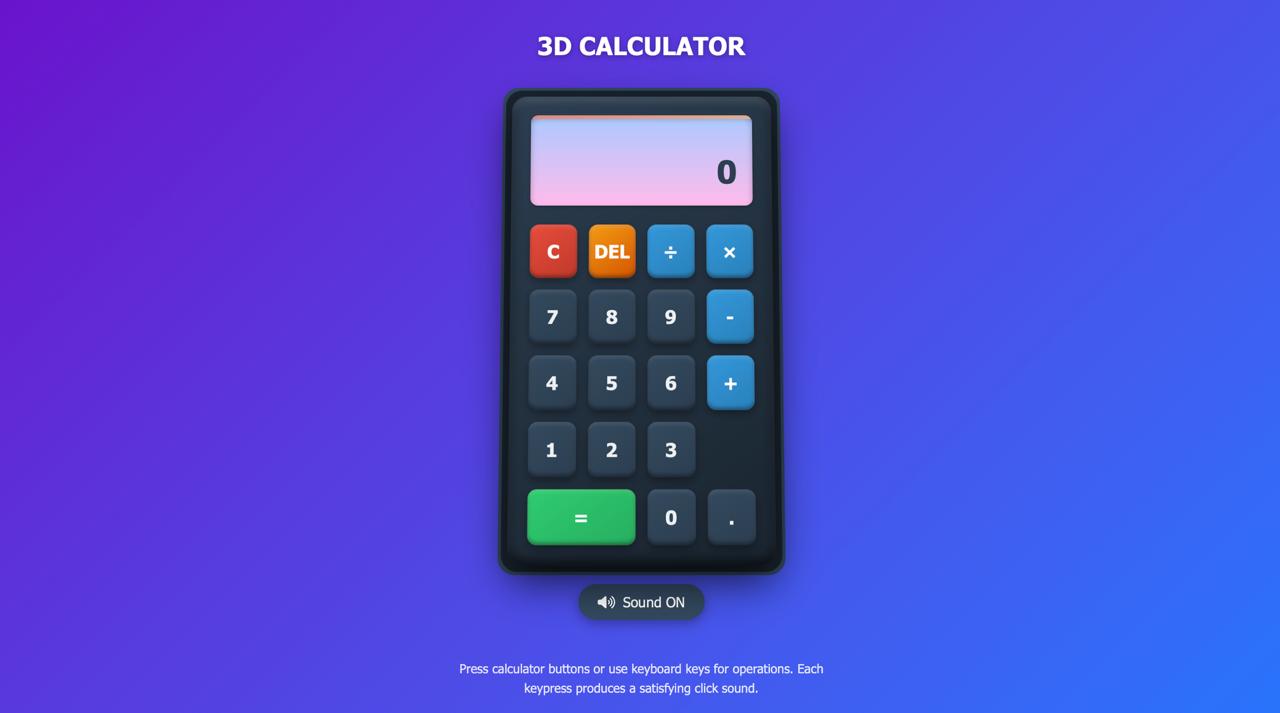 3D CALCULATOR
0
C DEL ÷ ×
7 8 9 -
4 5 6 +
1 2 3
= 0 .
Sound ON
Press calculator buttons or use keyboard keys for operations. Each
keypress produces a satisfying click sound.